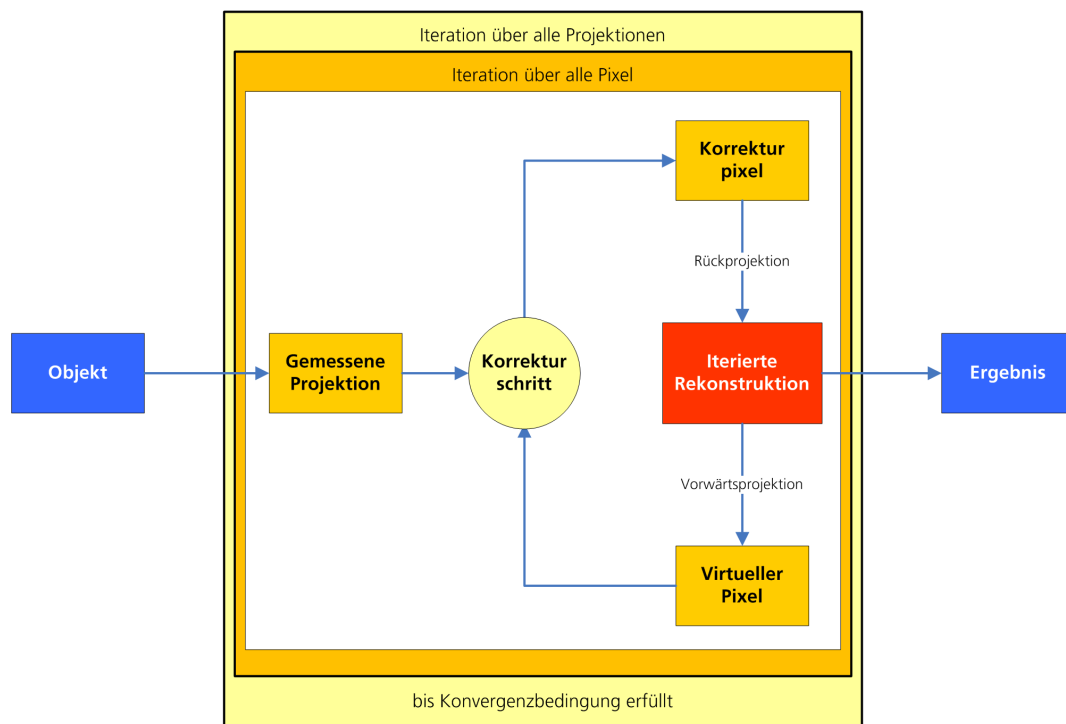 Iteration über alle Projektionen
Iteration über alle Pixel
Korrektur
pixel
Rückprojektion
Objekt
Gemessene
Projektion
Korrektur
schritt
Iterierte
Rekonstruktion
Ergebnis
Vorwärtsprojektion
Virtueller
Pixel
bis Konvergenzbedingung erfüllt